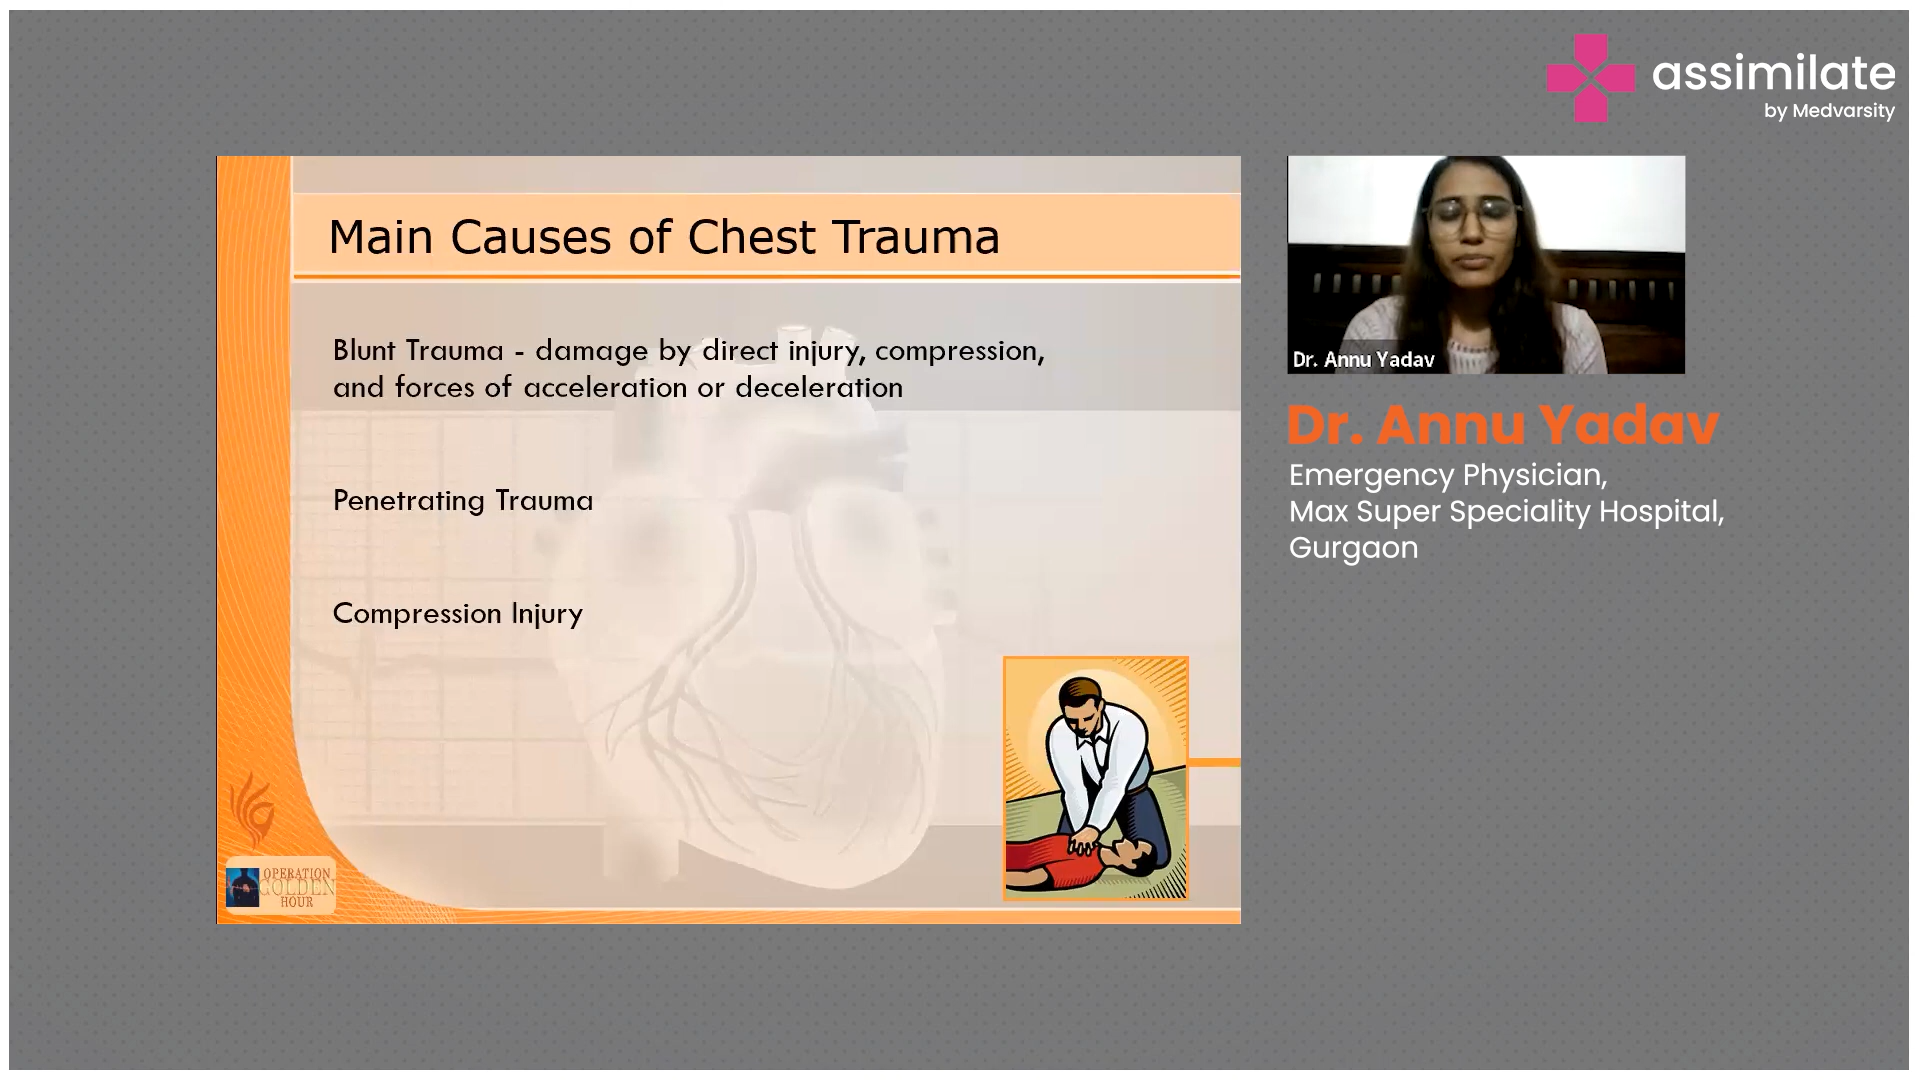 assimilate
by Medvarsity
Main Causes of Chest Trauma
Blunt Trauma - damage by direct injury, compression,
and forces of acceleration or deceleration
Penetrating Trauma
Compression Injury
OPERATION
GOLDEN
HOUR
Dr. Annu Yadav
Dr. Annu Yadav
Emergency Physician,
Max Super Speciality Hospital,
Gurgaon